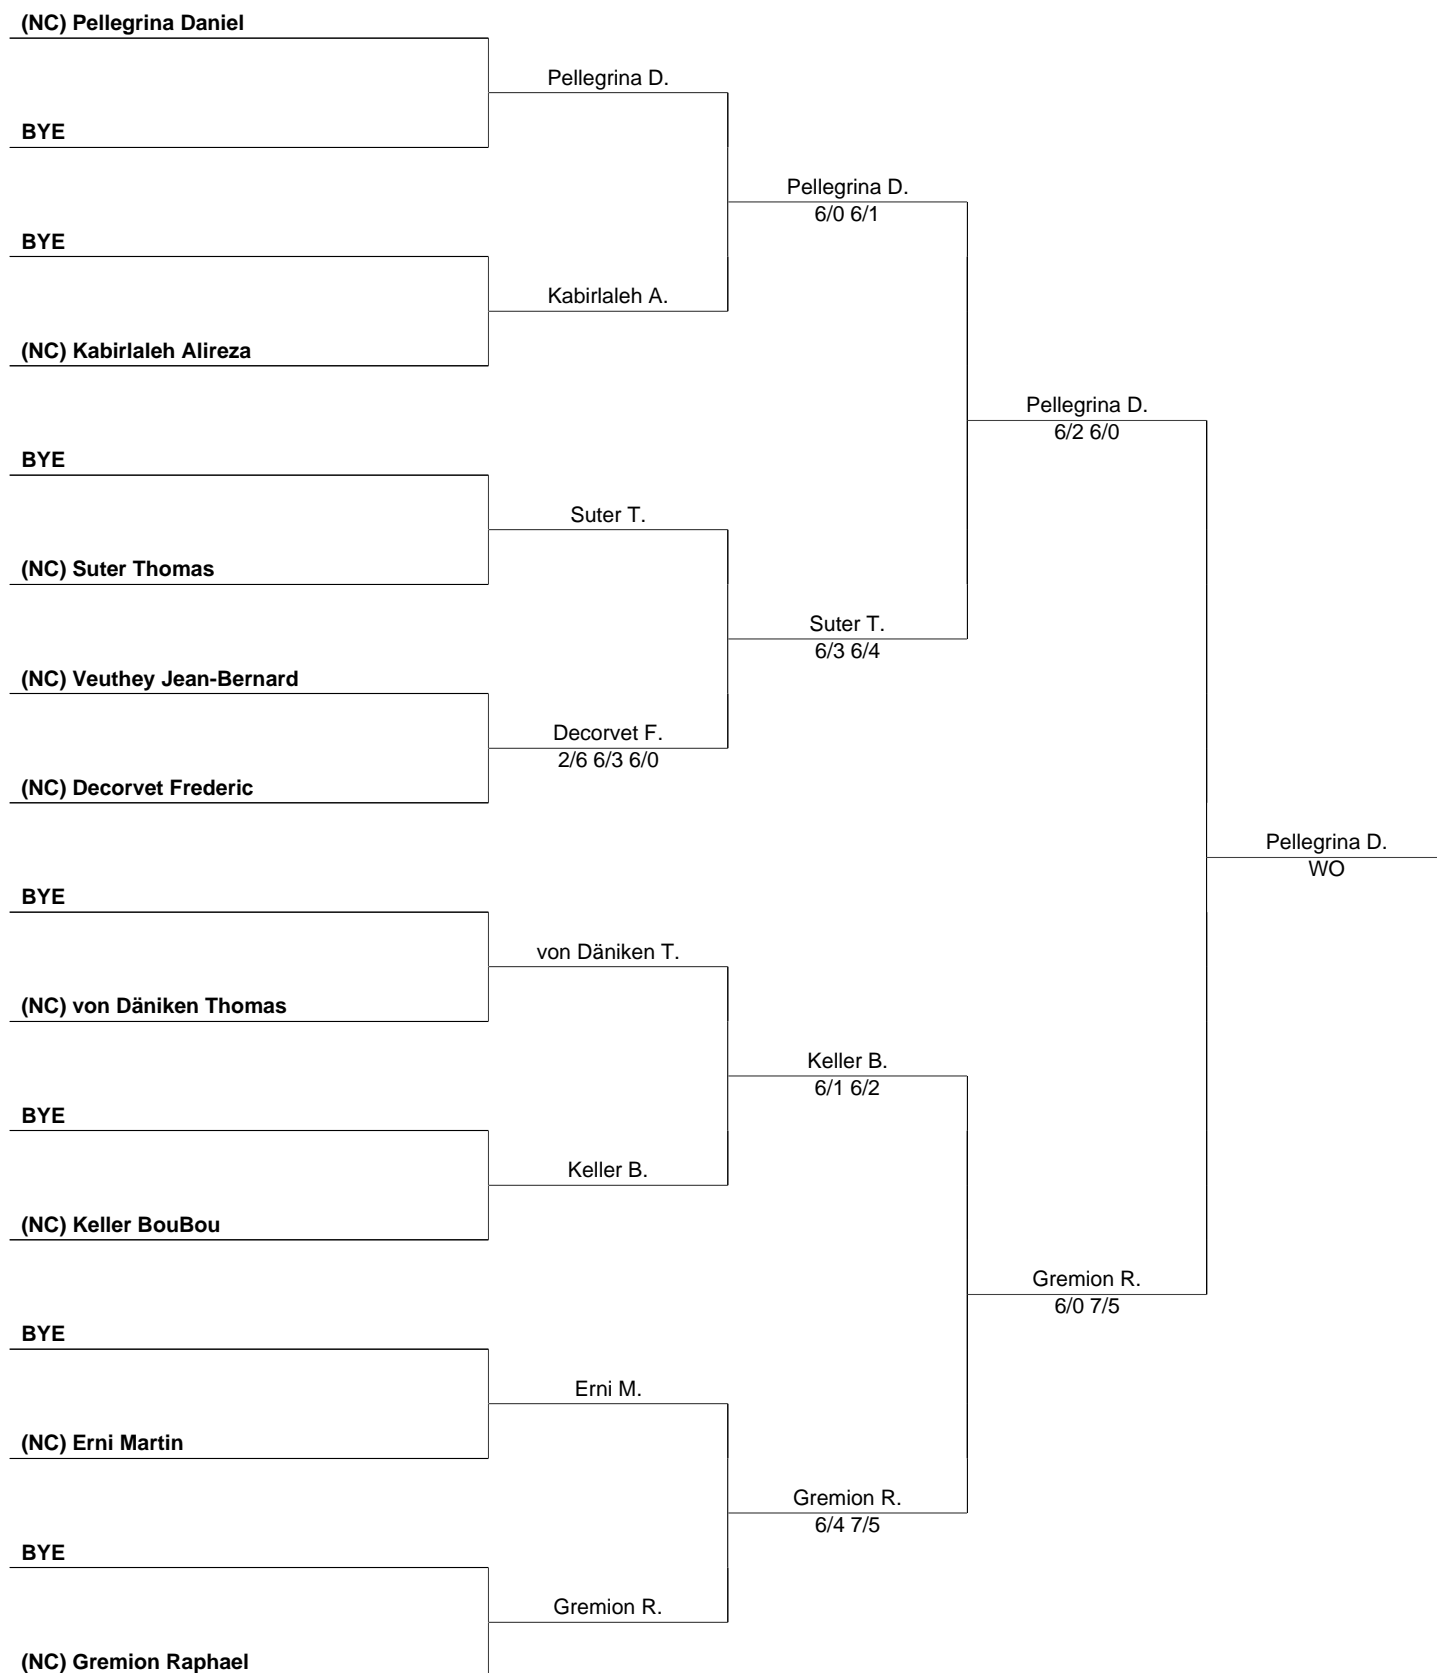 (NC) Pellegrina Daniel
Pellegrina D.
BYE
Pellegrina D.
6/0 6/1
BYE
Kabirlaleh A.
(NC) Kabirlaleh Alireza
Pellegrina D.
6/2 6/0
BYE
Suter T.
(NC) Suter Thomas
Suter T.
6/3 6/4
(NC) Veuthey Jean-Bernard
Decorvet F.
2/6 6/3 6/0
(NC) Decorvet Frederic
Pellegrina D.
WO
BYE
von Däniken T.
(NC) von Däniken Thomas
Keller B.
6/1 6/2
BYE
Keller B.
(NC) Keller BouBou
Gremion R.
6/0 7/5
BYE
Erni M.
(NC) Erni Martin
Gremion R.
6/4 7/5
BYE
Gremion R.
(NC) Gremion Raphael